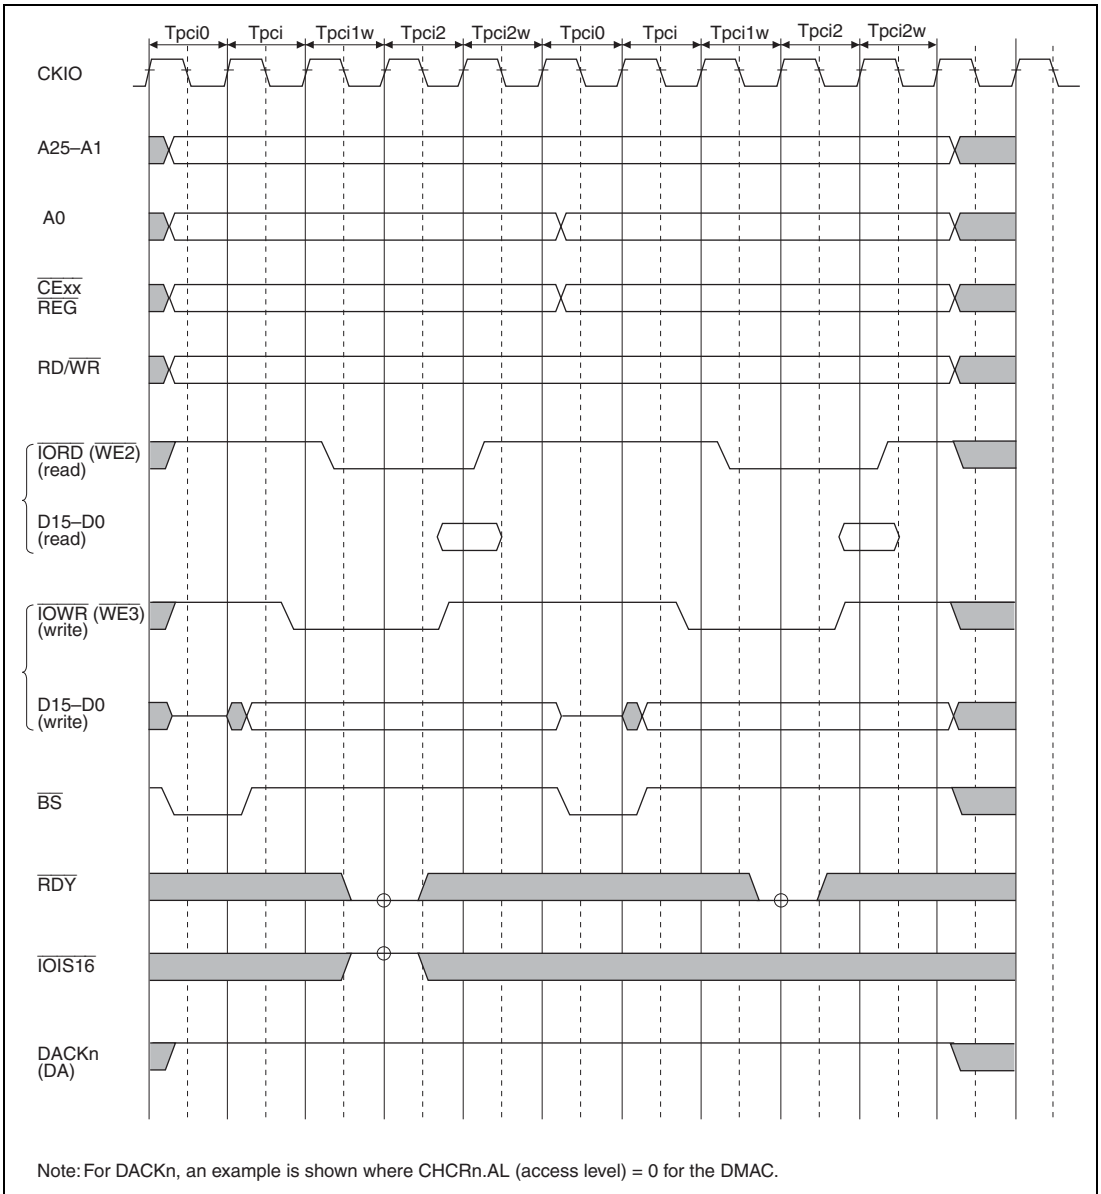 Tpci0 Tpci Tpci1w Tpci2 Tpci2w Tpci0 Tpci Tpci1w Tpci2 Tpci2w
CKIO
A25–A1
A0
CExx
REG
RD/WR
IORD (WE2)
(read)
D15–D0
(read)
IOWR (WE3)
(write)
D15–D0
(write)
BS
RDY
IOIS16
DACKn
(DA)
Note: For DACKn, an example is shown where CHCRn.AL (access level) = 0 for the DMAC.